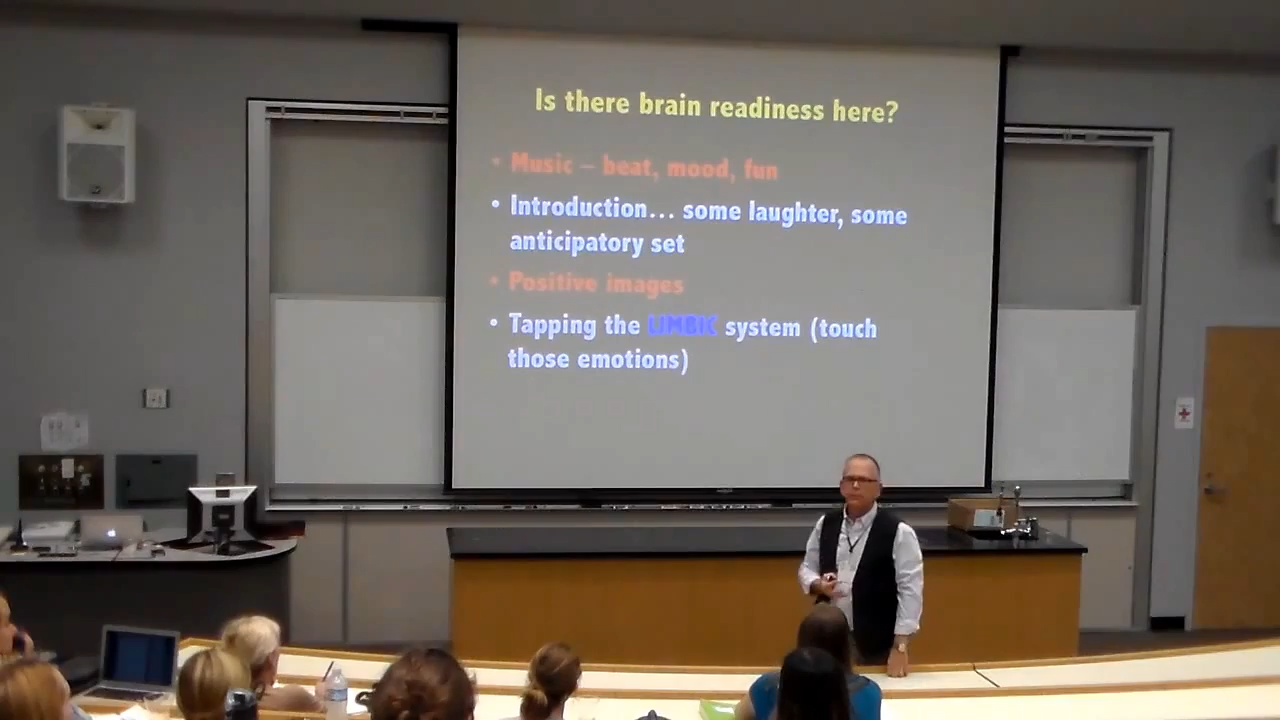 Is there brain readiness here?
• Music – beat, mood, fun
• Introduction... some laughter, some
anticipatory set
• Positive images
• Tapping the LIMBIC system (touch
those emotions)